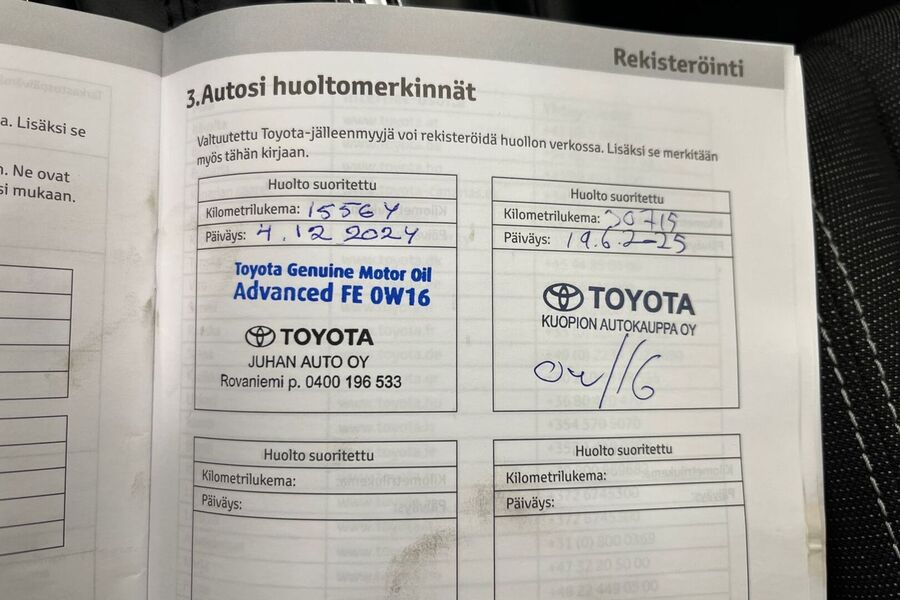 Rekisteröinti
a. Lisäksi se
n. Ne ovat
si mukaan.
3.Autosi huoltomerkinnät
Valtuutettu Toyota-jälleenmyyjä voi rekisteröidä huollon verkossa. Lisäksi se merkitään
myös tähän kirjaan.
Huolto suoritettu
Kilometrilukema: 15564
Päiväys: 4.12 2024
Toyota Genuine Motor Oil
Advanced FE 0W16
TOYOTA
JUHAN AUTO OY
Rovaniemi p. 0400 196 533
Huolto suoritettu
Kilometrilukema: 30715
Päiväys: 19.6.2-25
TOYOTA
KUOPION AUTOKAUPPA OY
0w//16
Huolto suoritettu
Kilometrilukema:
Päiväys:
Huolto suoritettu
Kilometrilukema:
Päiväys: